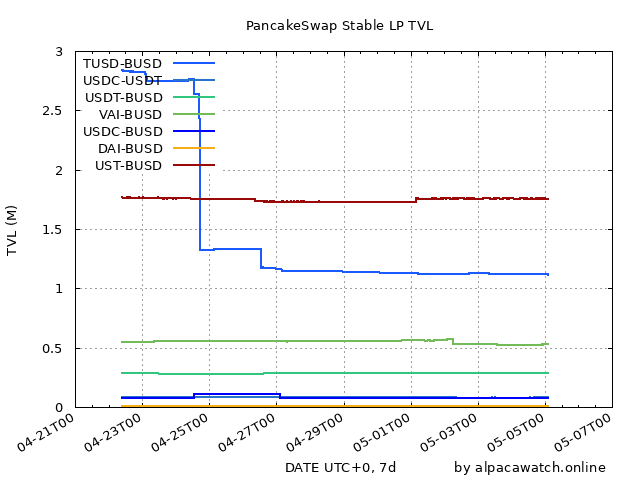 PancakeSwap Stable LP TVL
TVL (M)
3
2.5
2
1.5
1
0.5
0
TUSD-BUSD
USDC-USDT
USDT-BUSD
VAI-BUSD
USDC-BUSD
DAI-BUSD
UST-BUSD
04-21T00 04-23T00 04-25T00 04-27T00 04-29T00 05-01T00 05-03T00 05-05T00 05-07T00
DATE UTC+0, 7d
by alpacawatch.online